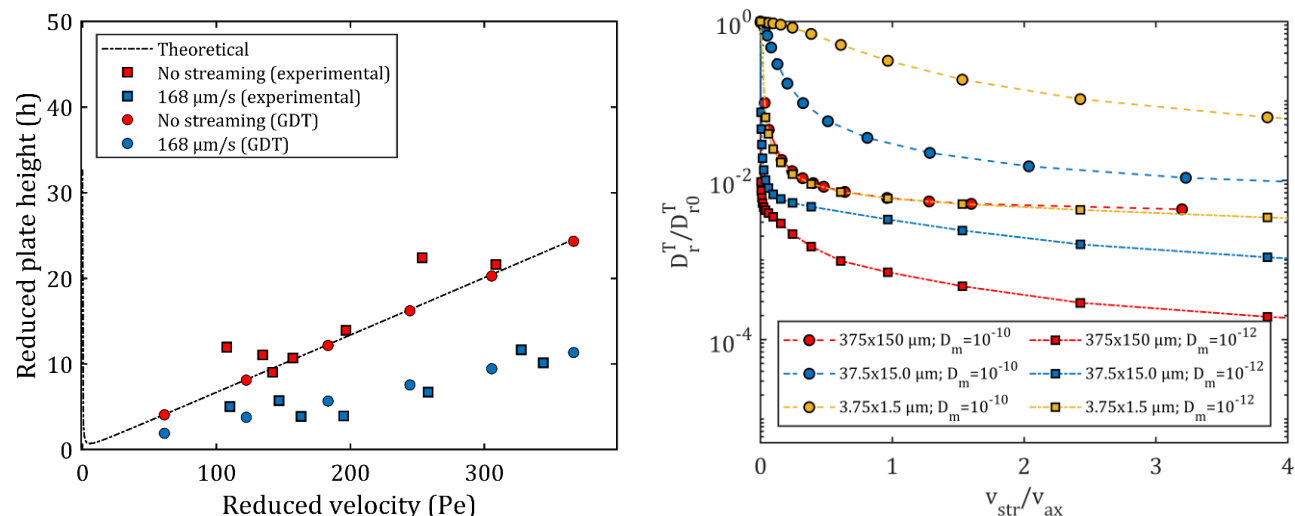 Reduced plate height (h)
50
40
30
20
10
0
Theoretical
No streaming (experimental)
168 μm/s (experimental)
No streaming (GDT)
168 μm/s (GDT)
0
100
200
300
Reduced velocity (Pe)
D_r^T/D_r0^T
10^0
10^-2
10^-4
375x150 μm; D_m=10^-10
37.5x15.0 μm; D_m=10^-10
3.75x1.5 μm; D_m=10^-10
375x150 μm; D_m=10^-12
37.5x15.0 μm; D_m=10^-12
3.75x1.5 μm; D_m=10^-12
0
1
2
3
4
v_str/v_ax